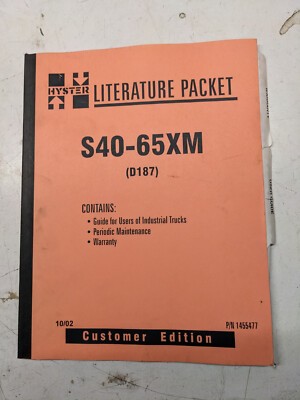 HYSTER
LITERATURE PACKET
S40-65XM
(D187)
CONTAINS:
• Guide for Users of Industrial Trucks
• Periodic Maintenance
• Warranty
10/02
P/N 1455477
Customer Edition